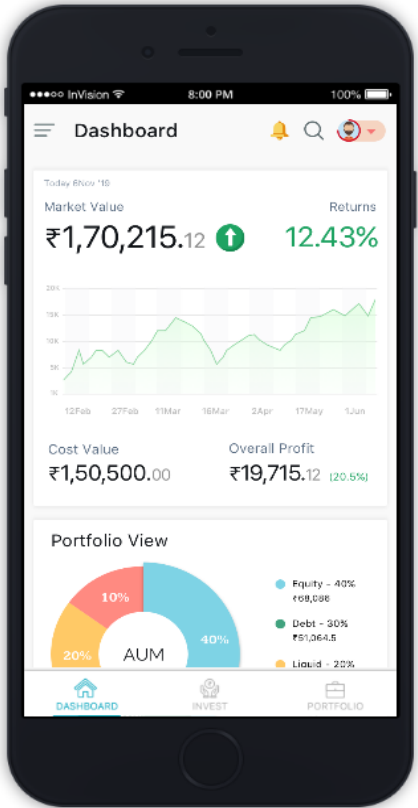 InVision 8:00 PM 100%
Dashboard
Today 6Nov '19
Market Value Returns
₹1,70,215.12 12.43%
20K
15K
10K
5K
1K
12Feb 27Feb 11Mar 16Mar 2Apr 17May 1Jun
Cost Value Overall Profit
₹1,50,500.00 ₹19,715.12 (20.5%)
Portfolio View
Equity - 40%
₹68,086
Debt - 30%
₹51,064.5
Liquid - 20%
10%
40%
20%
AUM
DASHBOARD INVEST PORTFOLIO